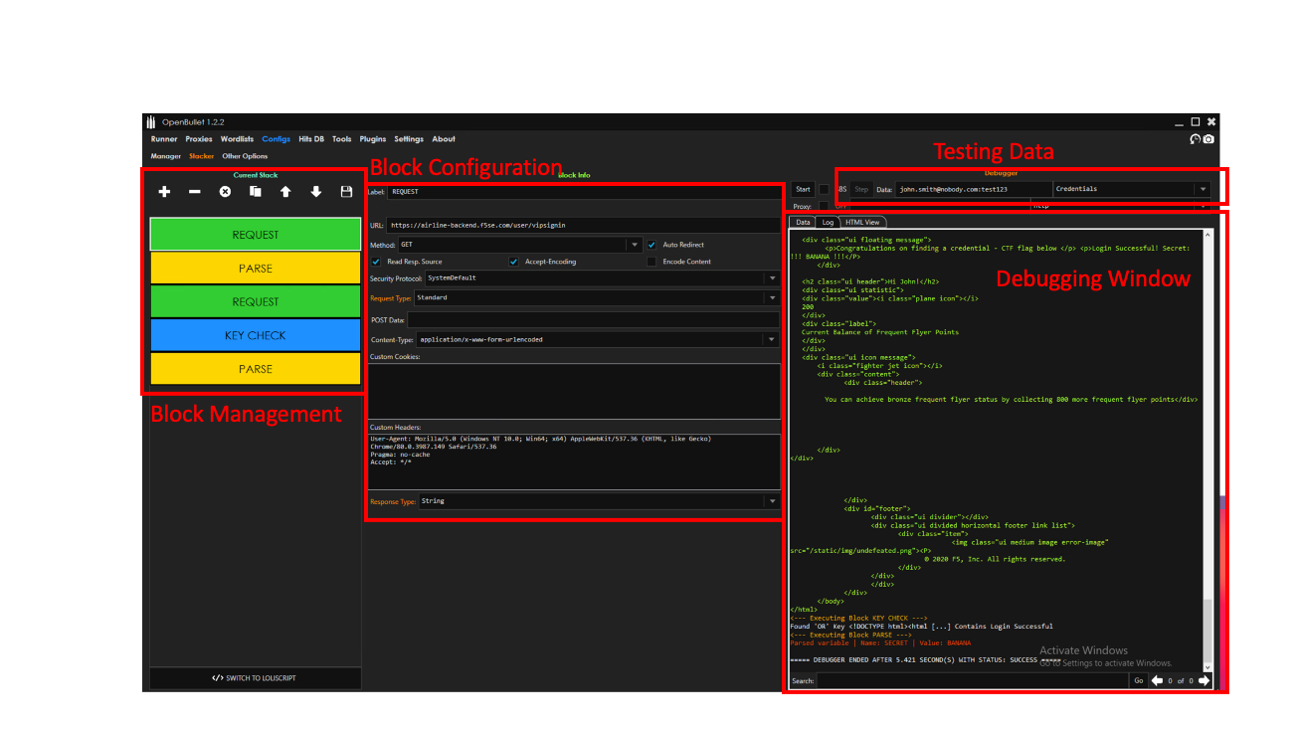 OpenBullet 1.2.2
Runner Proxies Wordlists Configs Hits DB Tools Plugins Settings About
Manager Stacker Other Options
Block Configuration
Testing Data
Current Stack
Block Info
Debugger
Label: REQUEST
Start SBS Step Data: john.smith@nobody.com:test123 Credentials
Proxy:
REQUEST
PARSE
REQUEST
KEY CHECK
PARSE
Block Management
</> SWITCH TO LOLISCRIPT
URL: https://airline-backend.f5se.com/user/vipsignin
Method: GET Auto Redirect
Read Resp. Source Accept-Encoding Encode Content
Security Protocol: SystemDefault
Request Type: Standard
POST Data:
Content-Type: application/x-www-form-urlencoded
Custom Cookies:
Custom Headers:
User-Agent: Mozilla/5.0 (Windows NT 10.0; Win64; x64) AppleWebKit/537.36 (KHTML, like Gecko)
Chrome/80.0.3987.149 Safari/537.36
Pragma: no-cache
Accept: */*
Response Type: String
Data Log HTML View
Debugging Window
<div class="ui floating message">
<p>Congratulations on finding a credential - CTF flag below </p> <p>Login Successful! Secret:
!!! BANANA !!!</P>
</div>
<h2 class="ui header">Hi John!</h2>
<div class="ui statistic">
<div class="value"><i class="plane icon"></i>
200
</div>
<div class="label">
Current Balance of Frequent Flyer Points
</div>
</div>
<div class="ui icon message">
<i class="fighter jet icon"></i>
<div class="content">
<div class="header">
You can achieve bronze frequent flyer status by collecting 800 more frequent flyer points</div>
</div>
</div>
</div>
<div id="footer">
<div class="ui divider"></div>
<div class="ui divided horizontal footer link list">
<div class="item">
<img class="ui medium image error-image"
src="/static/img/undefeated.png"><P>
© 2020 F5, Inc. All rights reserved.
</div>
</div>
</div>
</div>
</body>
</html>
<--- Executing Block KEY CHECK --->
Found 'OR' Key <!DOCTYPE html><html [...] Contains Login Successful
<--- Executing Block PARSE --->
Parsed variable | Name: SECRET | Value: BANANA
===== DEBUGGER ENDED AFTER 5.421 SECOND(S) WITH STATUS: SUCCESS =====
Activate Windows
Go to Settings to activate Windows.
Search: Go 0 of 0